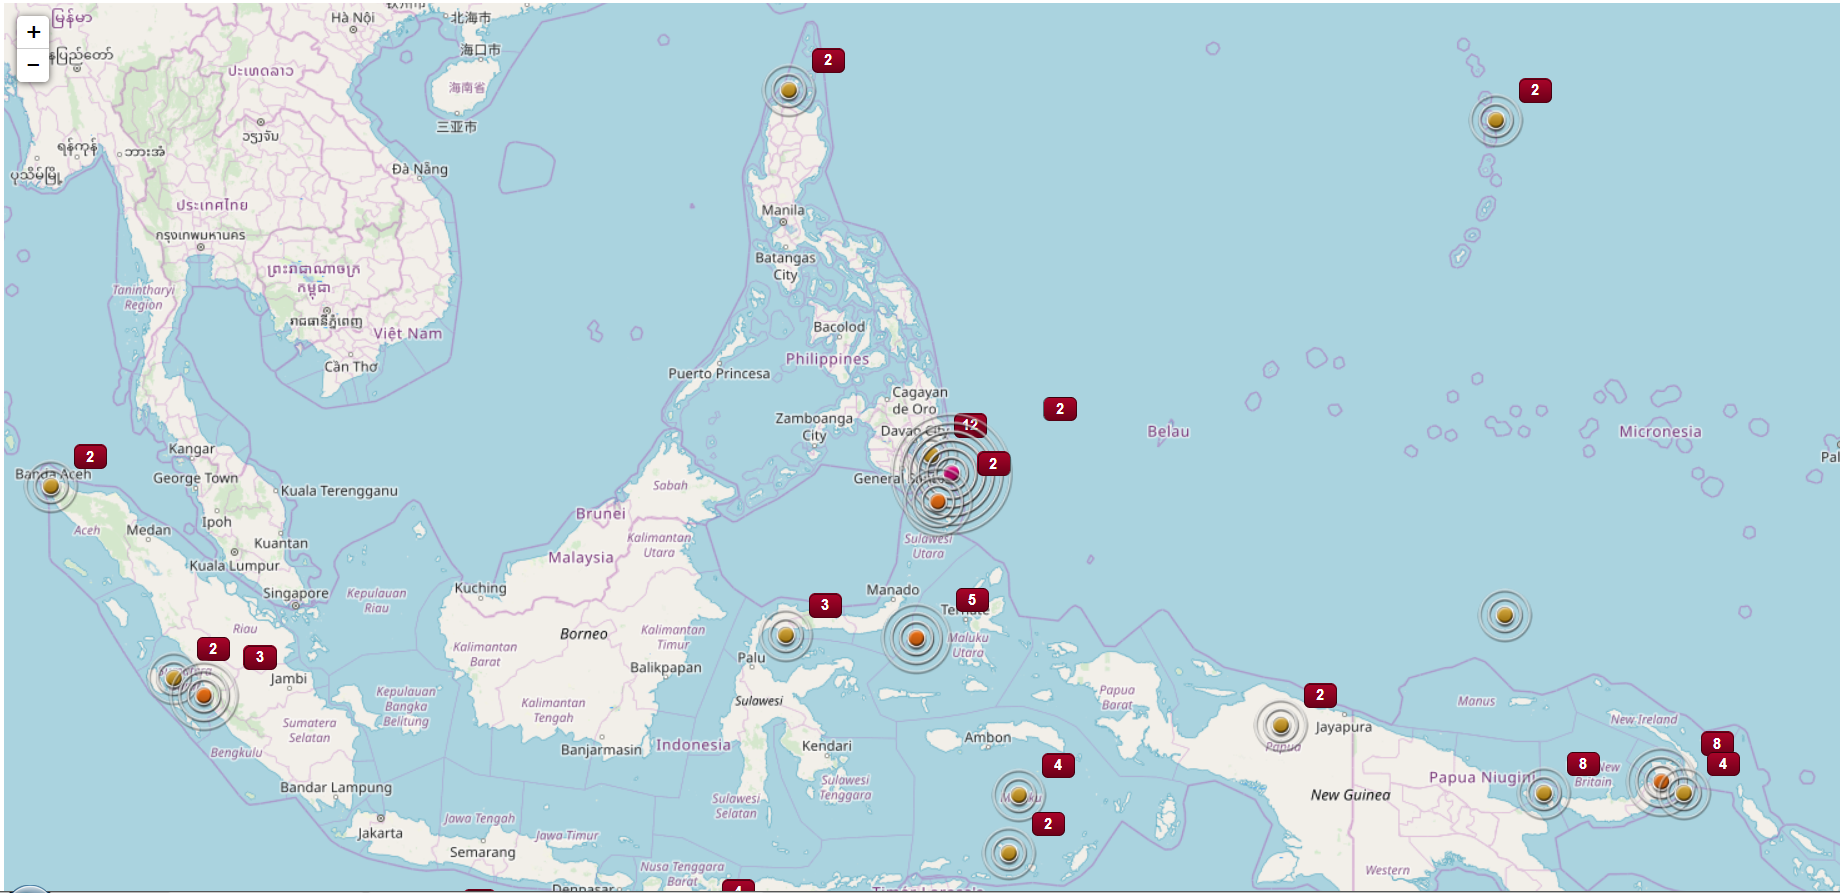 မြန်မာ
Hà Nội
北海市
+
−
နေပြည်တော်
海口市
2
ປະເທດລາວ
海南省
2
三亚市
ວຽງຈັນ
ရန်ကုန်
ဘားအံ
Đà Nẵng
ပုသိမ်မြို့
ประเทศไทย
Manila
กรุงเทพมหานคร
Batangas
City
ព្រះរាជាណាចក្រ
កម្ពុជា
Tanintharyi
Region
រាជធានីភ្នំពេញ
Việt Nam
Bacolod
Philippines
Cần Thơ
Puerto Princesa
Cagayan
de Oro
2
Zamboanga
City
Davao City
12
Belau
Micronesia
Kangar
2
2
Banda Aceh
George Town
General Santos
Kuala Terengganu
Sabah
Brunei
Aceh
Medan
Ipoh
Kuantan
Kalimantan
Utara
Sulawesi
Utara
Malaysia
Kuala Lumpur
Singapore
Kepulauan
Riau
Kuching
Manado
5
3
Ternate
Riau
Borneo
Kalimantan
Timur
Maluku
Utara
2
3
Kalimantan
Barat
Palu
Balikpapan
Jambi
Kepulauan
Bangka
Belitung
Sulawesi
Papua
Barat
2
Manus
Kalimantan
Tengah
Sumatera
Selatan
Jayapura
New Ireland
Bengkulu
Banjarmasin
Indonesia
Kendari
Ambon
Papua
8
4
8
4
New
Britain
Papua Niugini
Bandar Lampung
Sulawesi
Tenggara
Maluku
New Guinea
Sulawesi
Selatan
2
Jakarta
Jawa Tengah
Jawa Timur
Semarang
Nusa Tenggara
Barat
Western
Denpasar
4